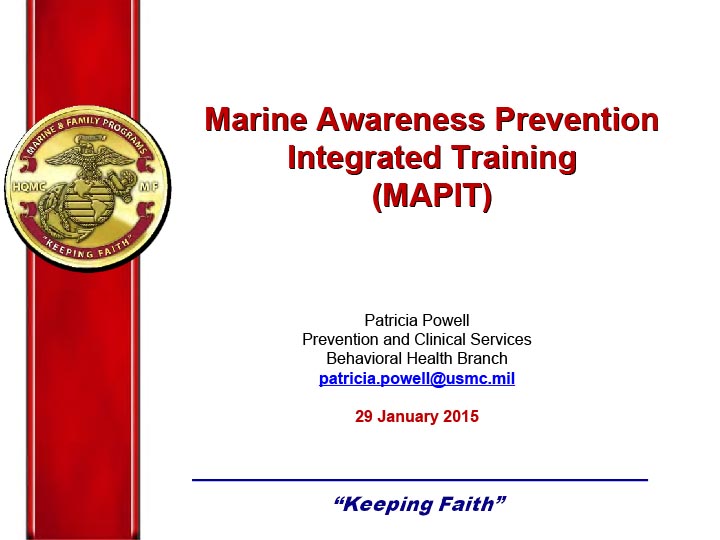 Marine Awareness Prevention
Integrated Training
(MAPIT)
MARINE & FAMILY PROGRAMS
HQMC MF
"KEEPING FAITH"
Patricia Powell
Prevention and Clinical Services
Behavioral Health Branch
patricia.powell@usmc.mil
29 January 2015
“Keeping Faith”